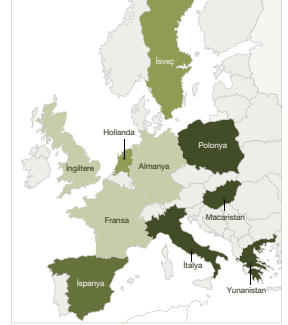 İsveç
Hollanda
Polonya
İngiltere
Almanya
Macaristan
Fransa
İtalya
İspanya
Yunanistan